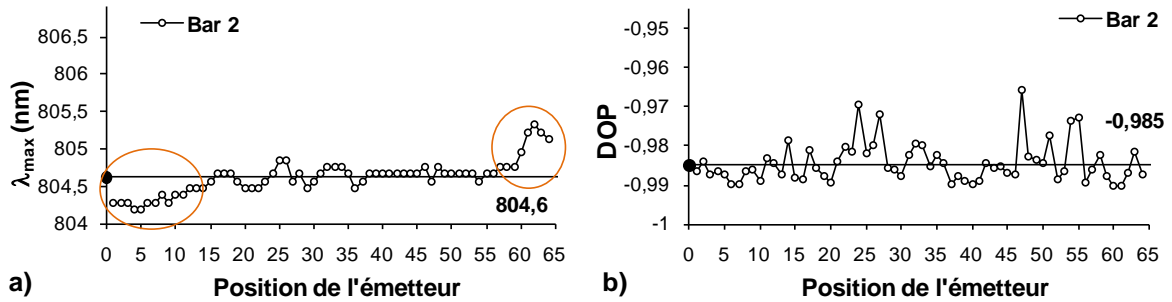 806,5
806
805,5
805
804,5
804
λmax (nm)
Bar 2
804,6
0 5 10 15 20 25 30 35 40 45 50 55 60 65
Position de l'émetteur
a)
-0,95
-0,96
-0,97
-0,98
-0,99
-1
DOP
Bar 2
-0,985
0 5 10 15 20 25 30 35 40 45 50 55 60 65
Position de l'émetteur
b)